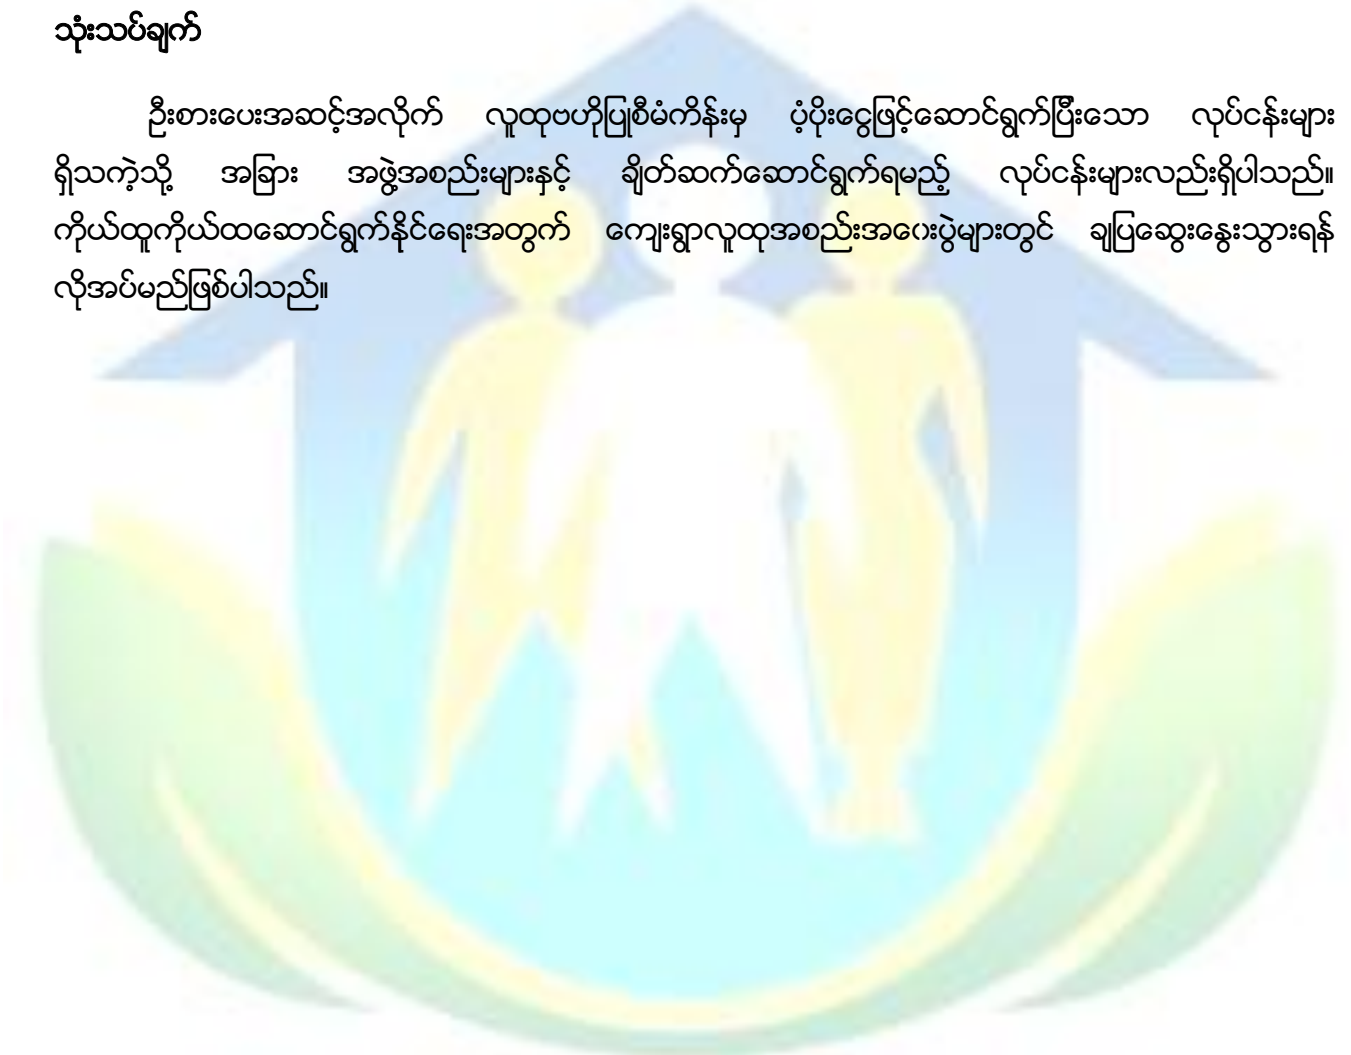 သုံးသပ်ချက်
ဦးစားပေးအဆင့်အလိုက် လူထုဗဟိုပြုစီမံကိန်းမှ ပံ့ပိုးငွေဖြင့်ဆောင်ရွက်ပြီးသော လုပ်ငန်းများ
ရှိသကဲ့သို့ အခြား အဖွဲ့အစည်းများနှင့် ချိတ်ဆက်ဆောင်ရွက်ရမည့် လုပ်ငန်းများလည်းရှိပါသည်။
ကိုယ်ထူကိုယ်ထဆောင်ရွက်နိုင်ရေးအတွက် ကျေးရွာလူထုအစည်းအဝေးပွဲများတွင် ချပြဆွေးနွေးသွားရန်
လိုအပ်မည်ဖြစ်ပါသည်။